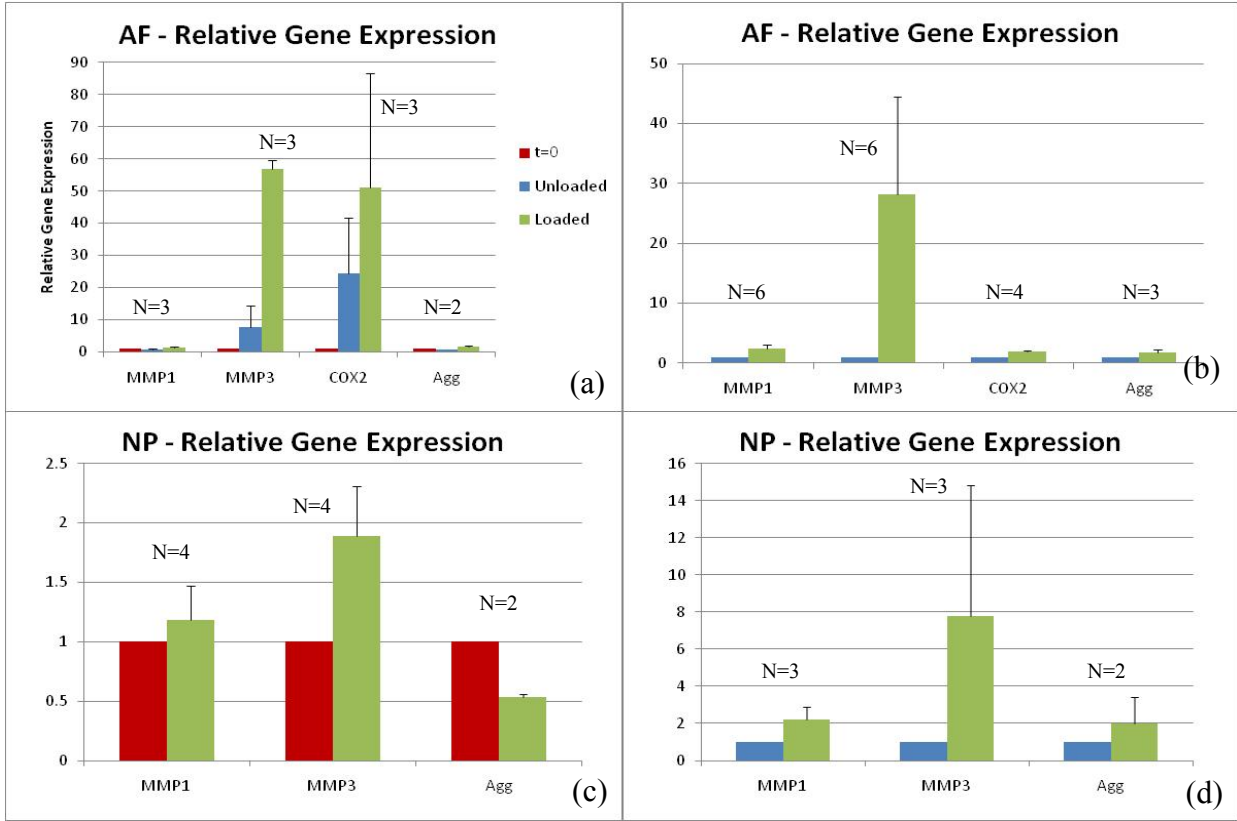 AF - Relative Gene Expression
Relative Gene Expression
90
80
70
60
50
40
30
20
10
0
N=3
N=3
N=3
N=2
t=0
Unloaded
Loaded
MMP1 MMP3 COX2 Agg
(a)
AF - Relative Gene Expression
50
40
30
20
10
0
N=6
N=6
N=4
N=3
MMP1 MMP3 COX2 Agg
(b)
NP - Relative Gene Expression
2.5
2
1.5
1
0.5
0
N=4
N=4
N=2
MMP1 MMP3 Agg
(c)
NP - Relative Gene Expression
16
14
12
10
8
6
4
2
0
N=3
N=3
N=2
MMP1 MMP3 Agg
(d)